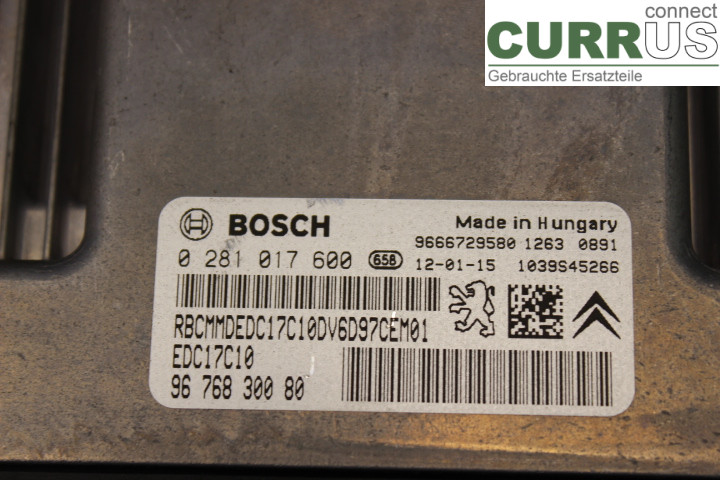 connect
CURRUS
Gebrauchte Ersatzteile
BOSCH
Made in Hungary
9666729580 1263 0891
0 281 017 600 658 12-01-15 1039S45266
RBCMMDEDC17C10DV6D97CEM01
EDC17C10
96 768 300 80